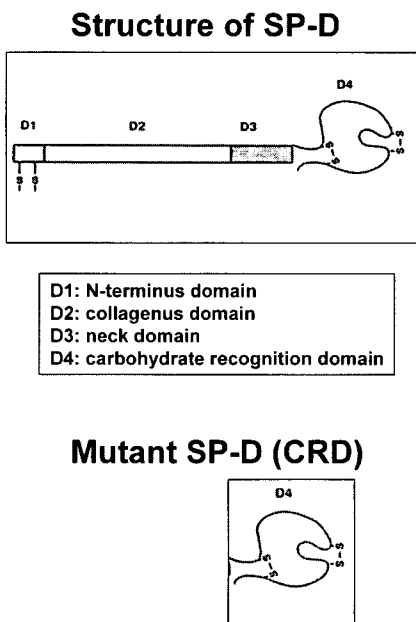 Structure of SP-D
D4
D1 D2 D3
S S
S S
S S
D1: N-terminus domain
D2: collagenus domain
D3: neck domain
D4: carbohydrate recognition domain
Mutant SP-D (CRD)
D4
S S
S S